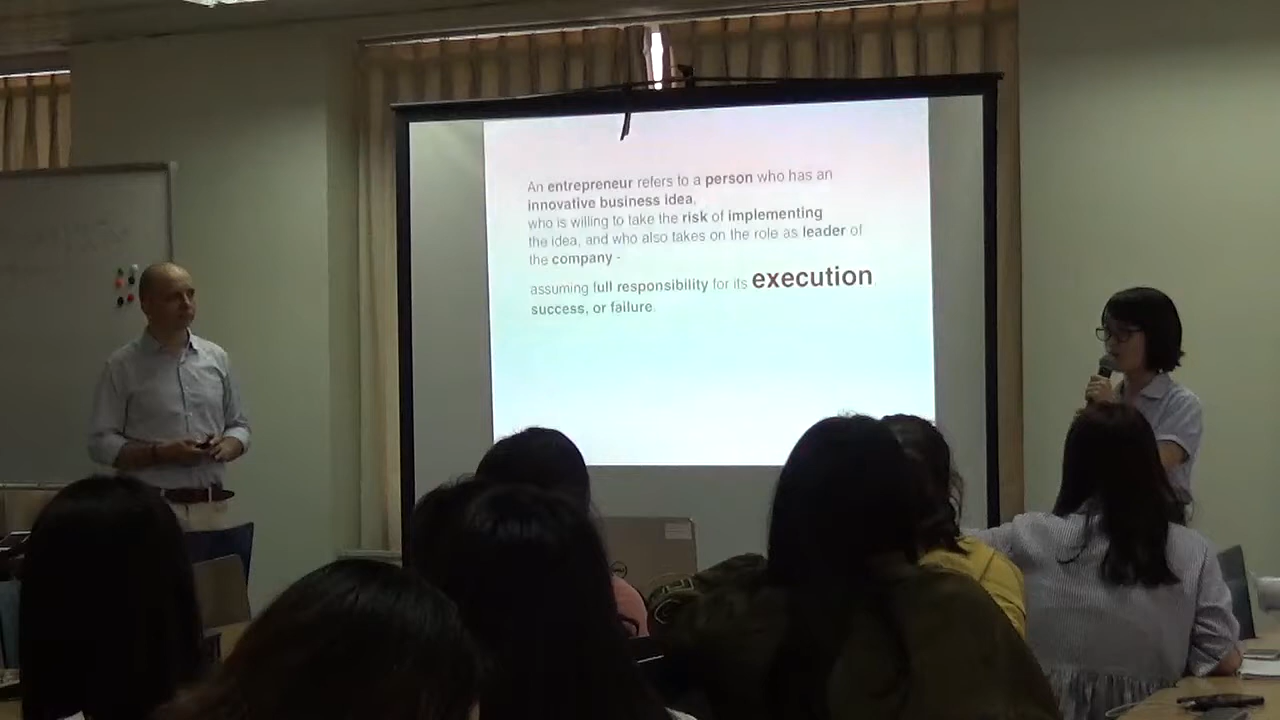 An entrepreneur refers to a person who has an
innovative business idea,
who is willing to take the risk of implementing
the idea, and who also takes on the role as leader of
the company -
assuming full responsibility for its execution,
success, or failure.
DELL